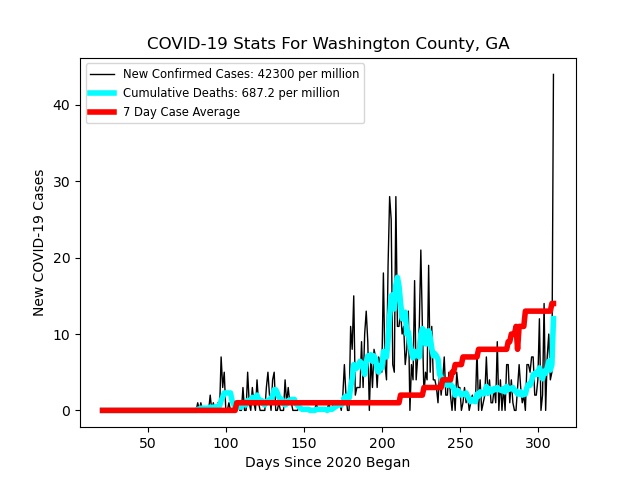 COVID-19 Stats For Washington County, GA
New Confirmed Cases: 42300 per million
Cumulative Deaths: 687.2 per million
7 Day Case Average
40
30
20
10
0
New COVID-19 Cases
50 100 150 200 250 300
Days Since 2020 Began